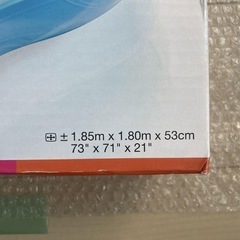 ± 1.85m x 1.80m x 53cm
73" x 71" x 21"